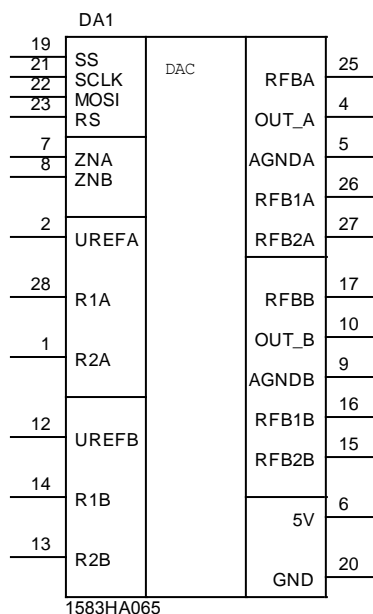 DA1
DAC
19 SS
21 SCLK
22 MOSI
23 RS
7 ZNA
8 ZNB
2 UREFA
28 R1A
1 R2A
12 UREFB
14 R1B
13 R2B
RFBA 25
OUT_A 4
AGNDA 5
RFB1A 26
RFB2A 27
RFBB 17
OUT_B 10
AGNDB 9
RFB1B 16
RFB2B 15
5V 6
GND 20
1583HA065